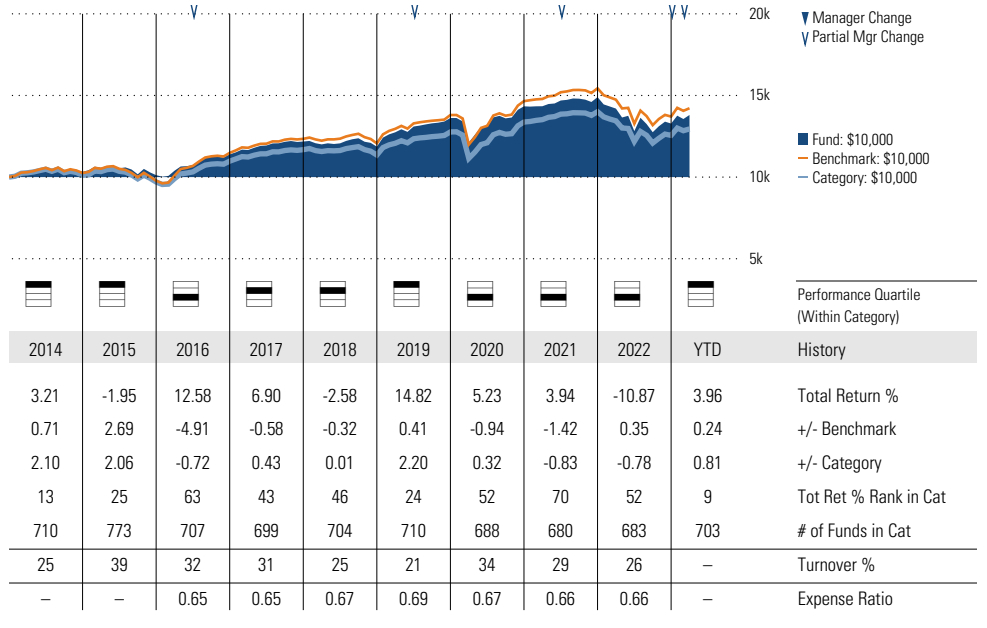 20k
Manager Change
Partial Mgr Change
15k
Fund: $10,000
Benchmark: $10,000
Category: $10,000
10k
5k
Performance Quartile
(Within Category)
2014 2015 2016 2017 2018 2019 2020 2021 2022 YTD History
3.21 -1.95 12.58 6.90 -2.58 14.82 5.23 3.94 -10.87 3.96 Total Return %
0.71 2.69 -4.91 -0.58 -0.32 0.41 -0.94 -1.42 0.35 0.24 +/- Benchmark
2.10 2.06 -0.72 0.43 0.01 2.20 0.32 -0.83 -0.78 0.81 +/- Category
13 25 63 43 46 24 52 70 52 9 Tot Ret % Rank in Cat
710 773 707 699 704 710 688 680 683 703 # of Funds in Cat
25 39 32 31 25 21 34 29 26 – Turnover %
– – 0.65 0.65 0.67 0.69 0.67 0.66 0.66 – Expense Ratio